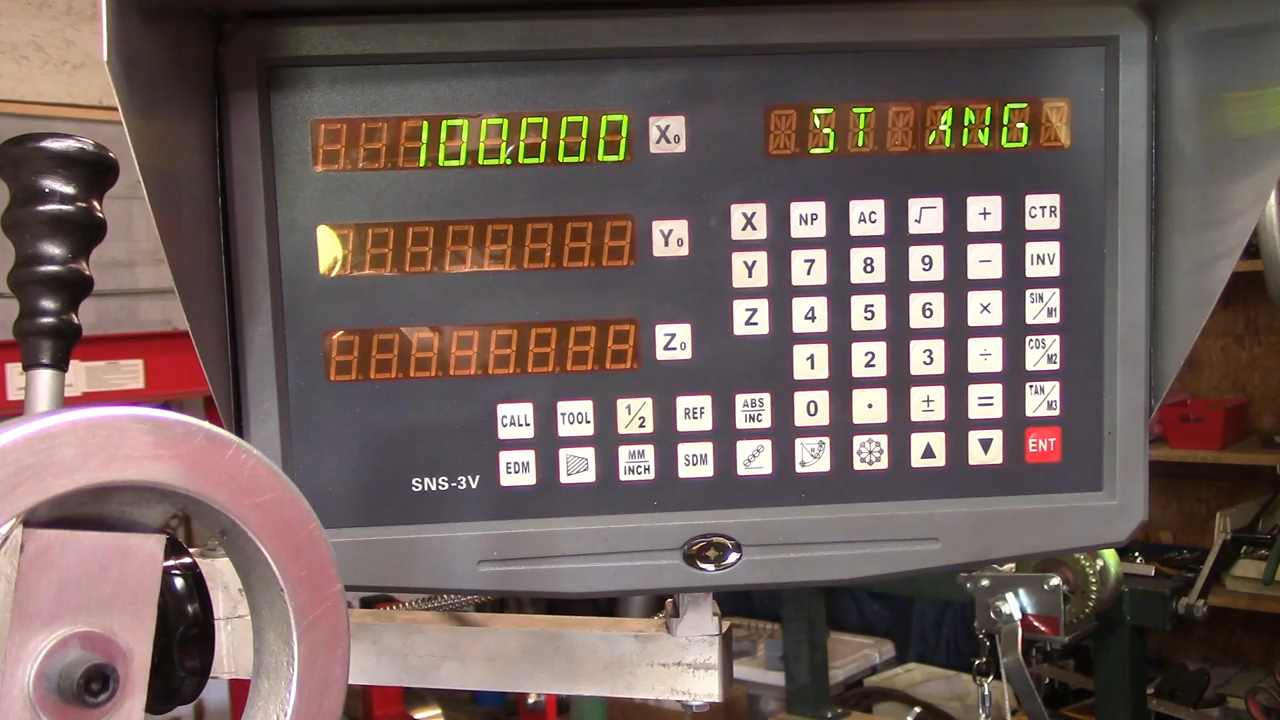 100.000 X₀ ST ANG
Y₀
Z₀
X NP AC √ + CTR
Y 7 8 9 − INV
Z 4 5 6 × SIN/M1
1 2 3 ÷ COS/M2
0 . ± = TAN/M3
CALL TOOL 1/2 REF ABS/INC
EDM MM/INCH SDM ▲ ▼ ENT
SNS-3V